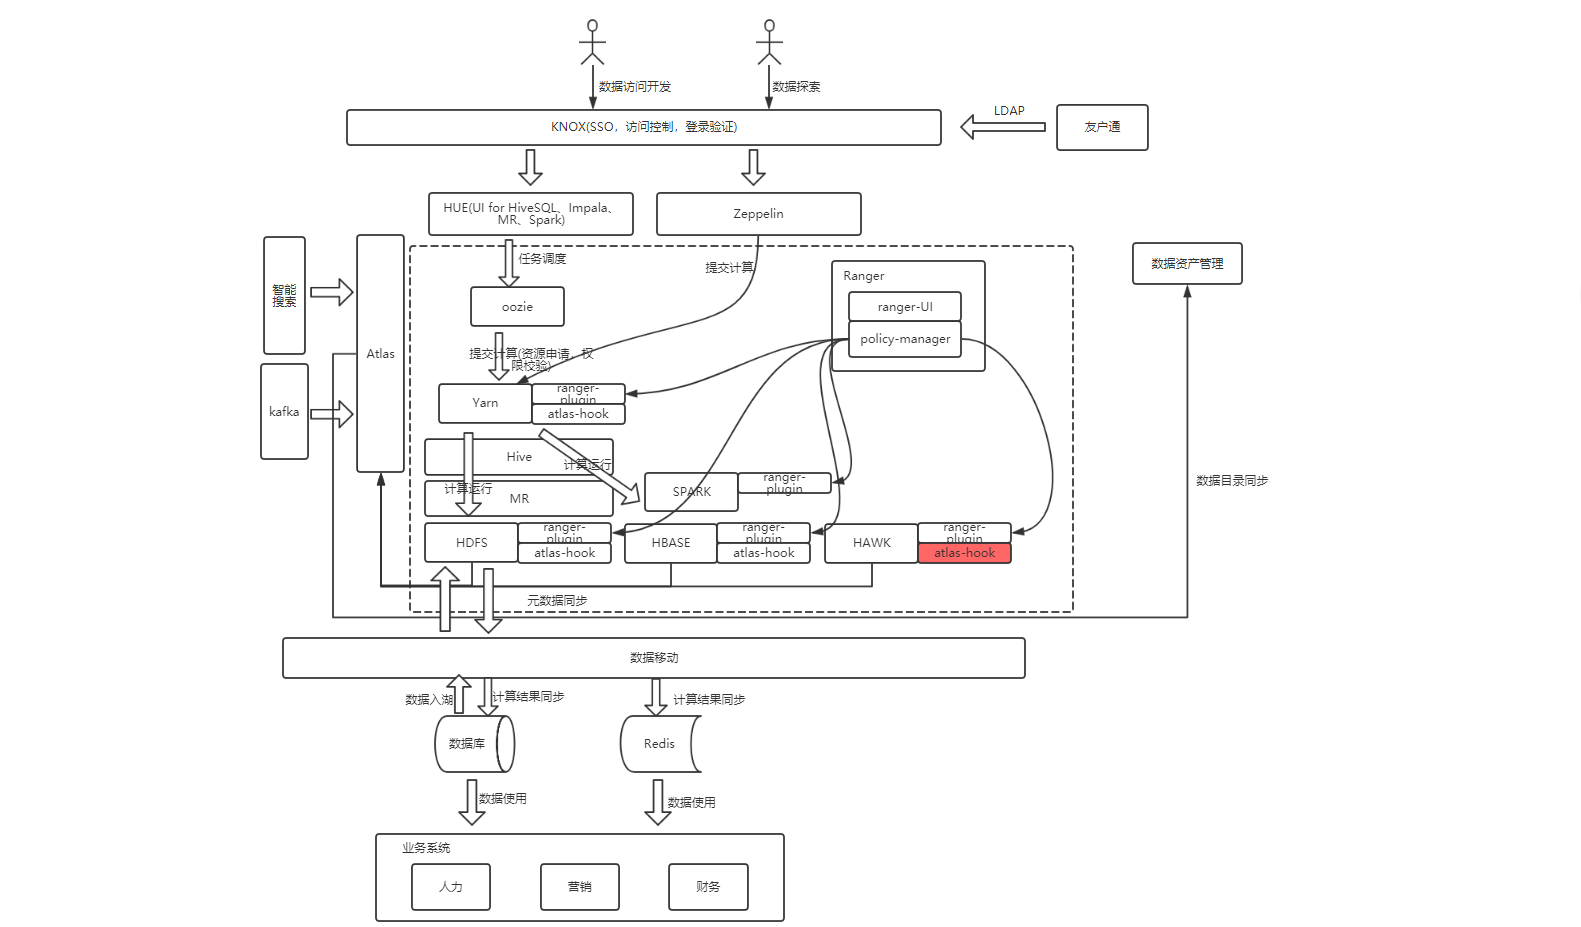 数据访问开发
数据探索
KNOX(SSO，访问控制，登录验证)
LDAP
友户通
HUE(UI for HiveSQL、Impala、
MR、Spark)
Zeppelin
任务调度
提交计算
Ranger
ranger-UI
policy-manager
数据资产管理
智能
搜索
Atlas
kafka
oozie
提交计算(资源申请，权
限校验)
Yarn
ranger-
plugin
atlas-hook
Hive
计算运行
计算运行
MR
SPARK
ranger-
plugin
数据目录同步
HDFS
ranger-
plugin
atlas-hook
HBASE
ranger-
plugin
atlas-hook
HAWK
ranger-
plugin
atlas-hook
元数据同步
数据移动
数据入湖
计算结果同步
计算结果同步
数据库
Redis
数据使用
数据使用
业务系统
人力
营销
财务